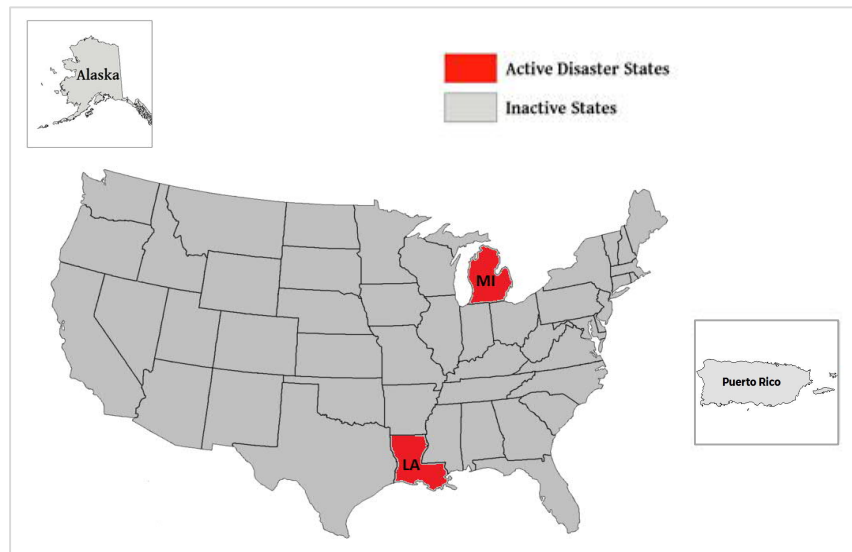 Alaska
Active Disaster States
Inactive States
MI
Puerto Rico
LA